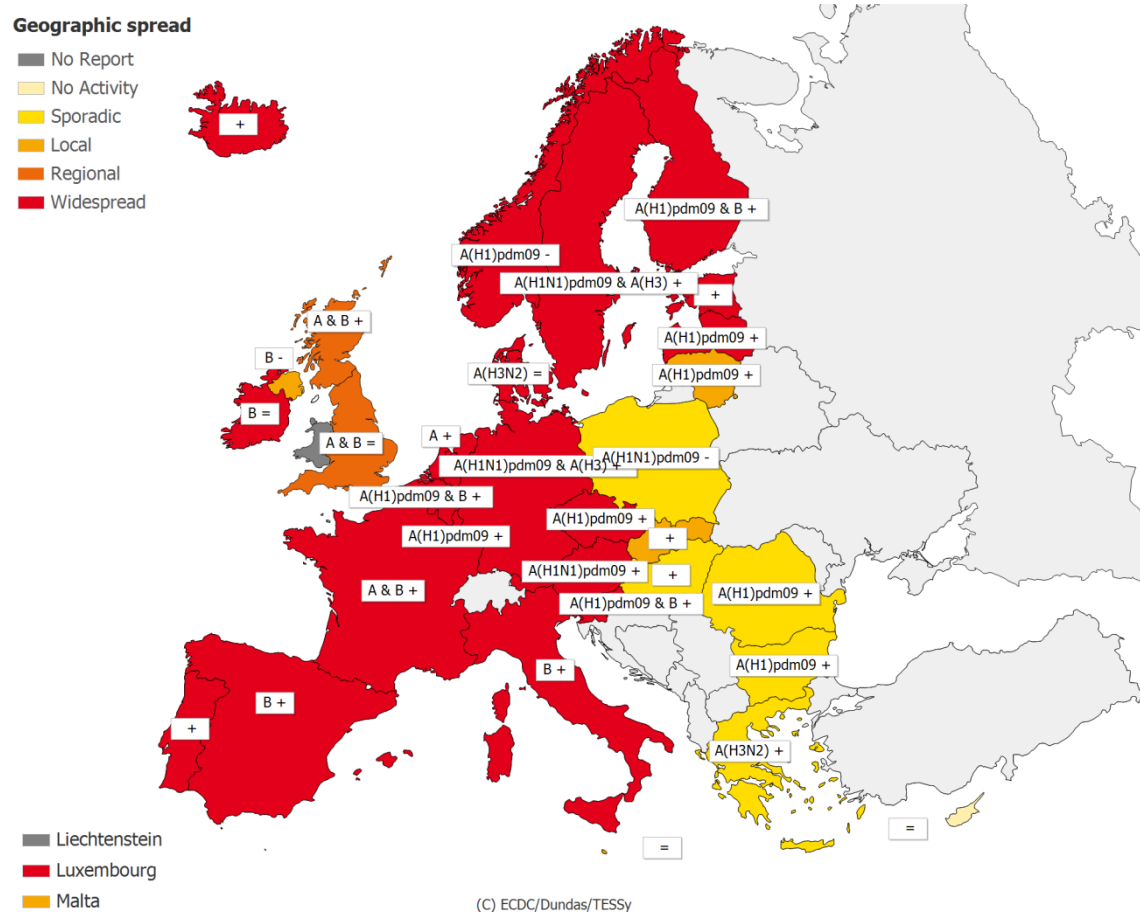 Geographic spread
No Report
No Activity
Sporadic
Local
Regional
Widespread
+
A(H1)pdm09 & B +
A(H1)pdm09 -
A(H1N1)pdm09 & A(H3) +
+
A & B +
A(H1)pdm09 +
B -
A(H3N2) =
A(H1)pdm09 +
B =
A & B =
A +
A(H1N1)pdm09 -
A(H1N1)pdm09 & A(H3) +
A(H1)pdm09 & B +
A(H1)pdm09 +
A(H1)pdm09 +
+
A(H1N1)pdm09 +
+
A & B +
A(H1)pdm09 +
A(H1)pdm09 & B +
A(H1)pdm09 +
B +
B +
+
A(H3N2) +
=
=
Liechtenstein
Luxembourg
Malta
(C) ECDC/Dundas/TESSy